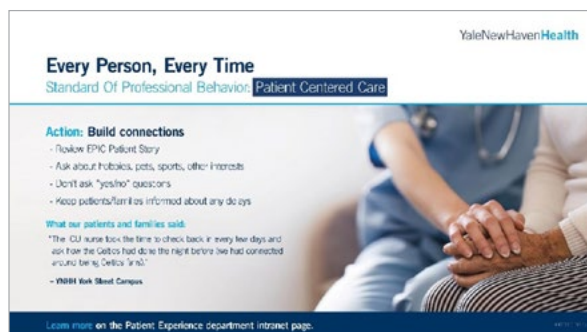 YaleNewHavenHealth
Every Person, Every Time
Standard Of Professional Behavior: Patient Centered Care
Action: Build connections
- Review EPIC Patient Story
- Ask about hobbies, pets, sports, other interests
- Don't ask "yes/no" questions
- Keep patients/families informed about any delays
What our patients and families said:
"The ICU nurse took the time to check back in every few days and
ask how the Celtics had done the night before (we had connected
around being Celtics fans)."
– YNHH York Street Campus
Learn more on the Patient Experience department intranet page.